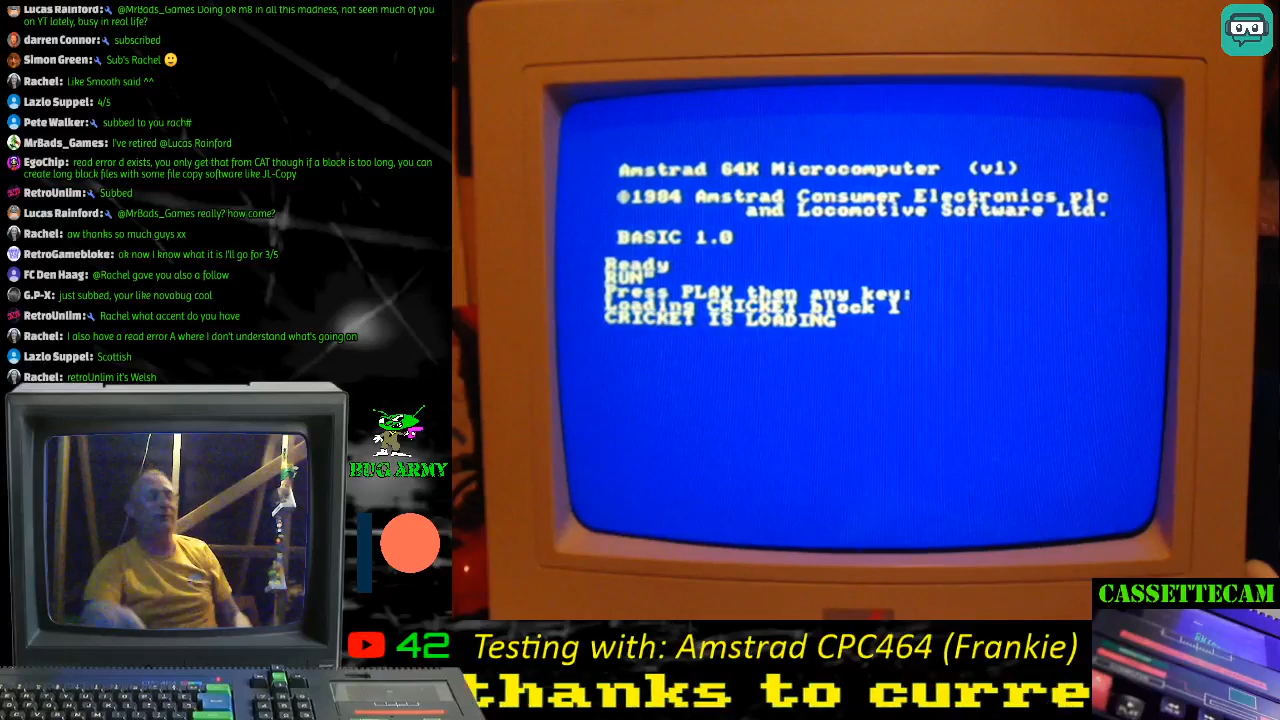 Lucas Rainford: @MrBads_Games Doing ok m8 in all this madness, not seen much of you
on YT lately, busy in real life?
darren Connor: subscribed
Simon Green: Sub's Rachel
Rachel: Like Smooth said ^^
Lazlo Suppel: 4/5
Pete Walker: subbed to you rach#
MrBads_Games: I've retired @Lucas Rainford
EgoChip: read error d exists, you only get that from CAT though if a block is too long, you can
create long block files with some file copy software like JL-Copy
RetroUnlim: Subbed
Lucas Rainford: @MrBads_Games really? how come?
Rachel: aw thanks so much guys xx
RetroGamebloke: ok now I know what it is I'll go for 3/5
FC Den Haag: @Rachel gave you also a follow
G.P-X: just subbed, your like novabug cool
RetroUnlim: Rachel what accent do you have
Rachel: I also have a read error A where I don't understand what's going on
Lazlo Suppel: Scottish
Rachel: retroUnlim it's Welsh
Amstrad 64K Microcomputer (v1)
©1984 Amstrad Consumer Electronics plc
and Locomotive Software Ltd.
BASIC 1.0
Ready
RUN"
Press PLAY then any key:
Loading CRICKET block 1
CRICKET IS LOADING
BUG ARMY
CASSETTECAM
42
Testing with: Amstrad CPC464 (Frankie)
thanks to curre